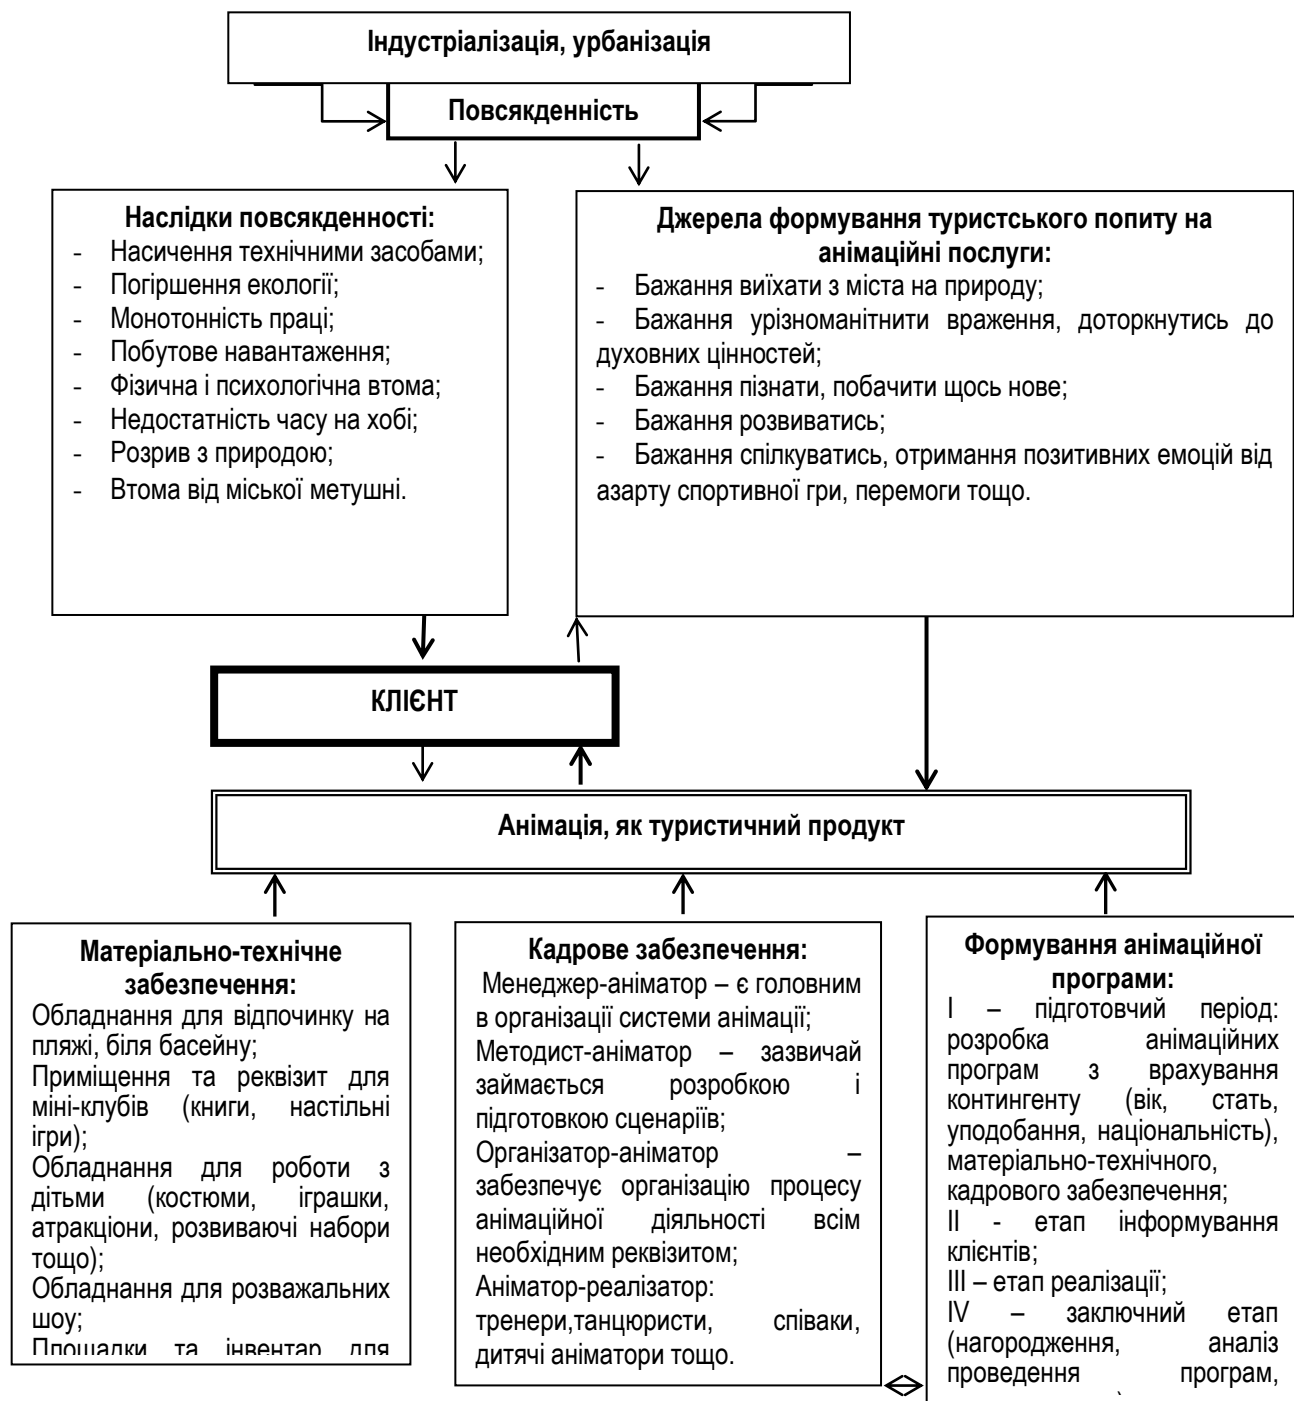 Індустріалізація, урбанізація
Повсякденність
Наслідки повсякденності:
- Насичення технічними засобами;
- Погіршення екології;
- Монотонність праці;
- Побутове навантаження;
- Фізична і психологічна втома;
- Недостатність часу на хобі;
- Розрив з природою;
- Втома від міської метушні.
Джерела формування туристського попиту на
анімаційні послуги:
- Бажання виїхати з міста на природу;
- Бажання урізноманітнити враження, доторкнутись до
духовних цінностей;
- Бажання пізнати, побачити щось нове;
- Бажання розвиватись;
- Бажання спілкуватись, отримання позитивних емоцій від
азарту спортивної гри, перемоги тощо.
КЛІЄНТ
Анімація, як туристичний продукт
Матеріально-технічне
забезпечення:
Обладнання для відпочинку на
пляжі, біля басейну;
Приміщення та реквізит для
міні-клубів (книги, настільні
ігри);
Обладнання для роботи з
дітьми (костюми, іграшки,
атракціони, розвиваючі набори
тощо);
Обладнання для розважальних
шоу;
Площадки та інвентар для
Кадрове забезпечення:
Менеджер-аніматор – є головним
в організації системи анімації;
Методист-аніматор – зазвичай
займається розробкою і
підготовкою сценаріїв;
Організатор-аніматор –
забезпечує організацію процесу
анімаційної діяльності всім
необхідним реквізитом;
Аніматор-реалізатор:
тренери,танцюристи, співаки,
дитячі аніматори тощо.
Формування анімаційної
програми:
І – підготовчий період:
розробка анімаційних
програм з врахування
контингенту (вік, стать,
уподобання, національність),
матеріально-технічного,
кадрового забезпечення;
ІІ - етап інформування
клієнтів;
ІІІ – етап реалізації;
IV – заключний етап
(нагородження, аналіз
проведення програм,